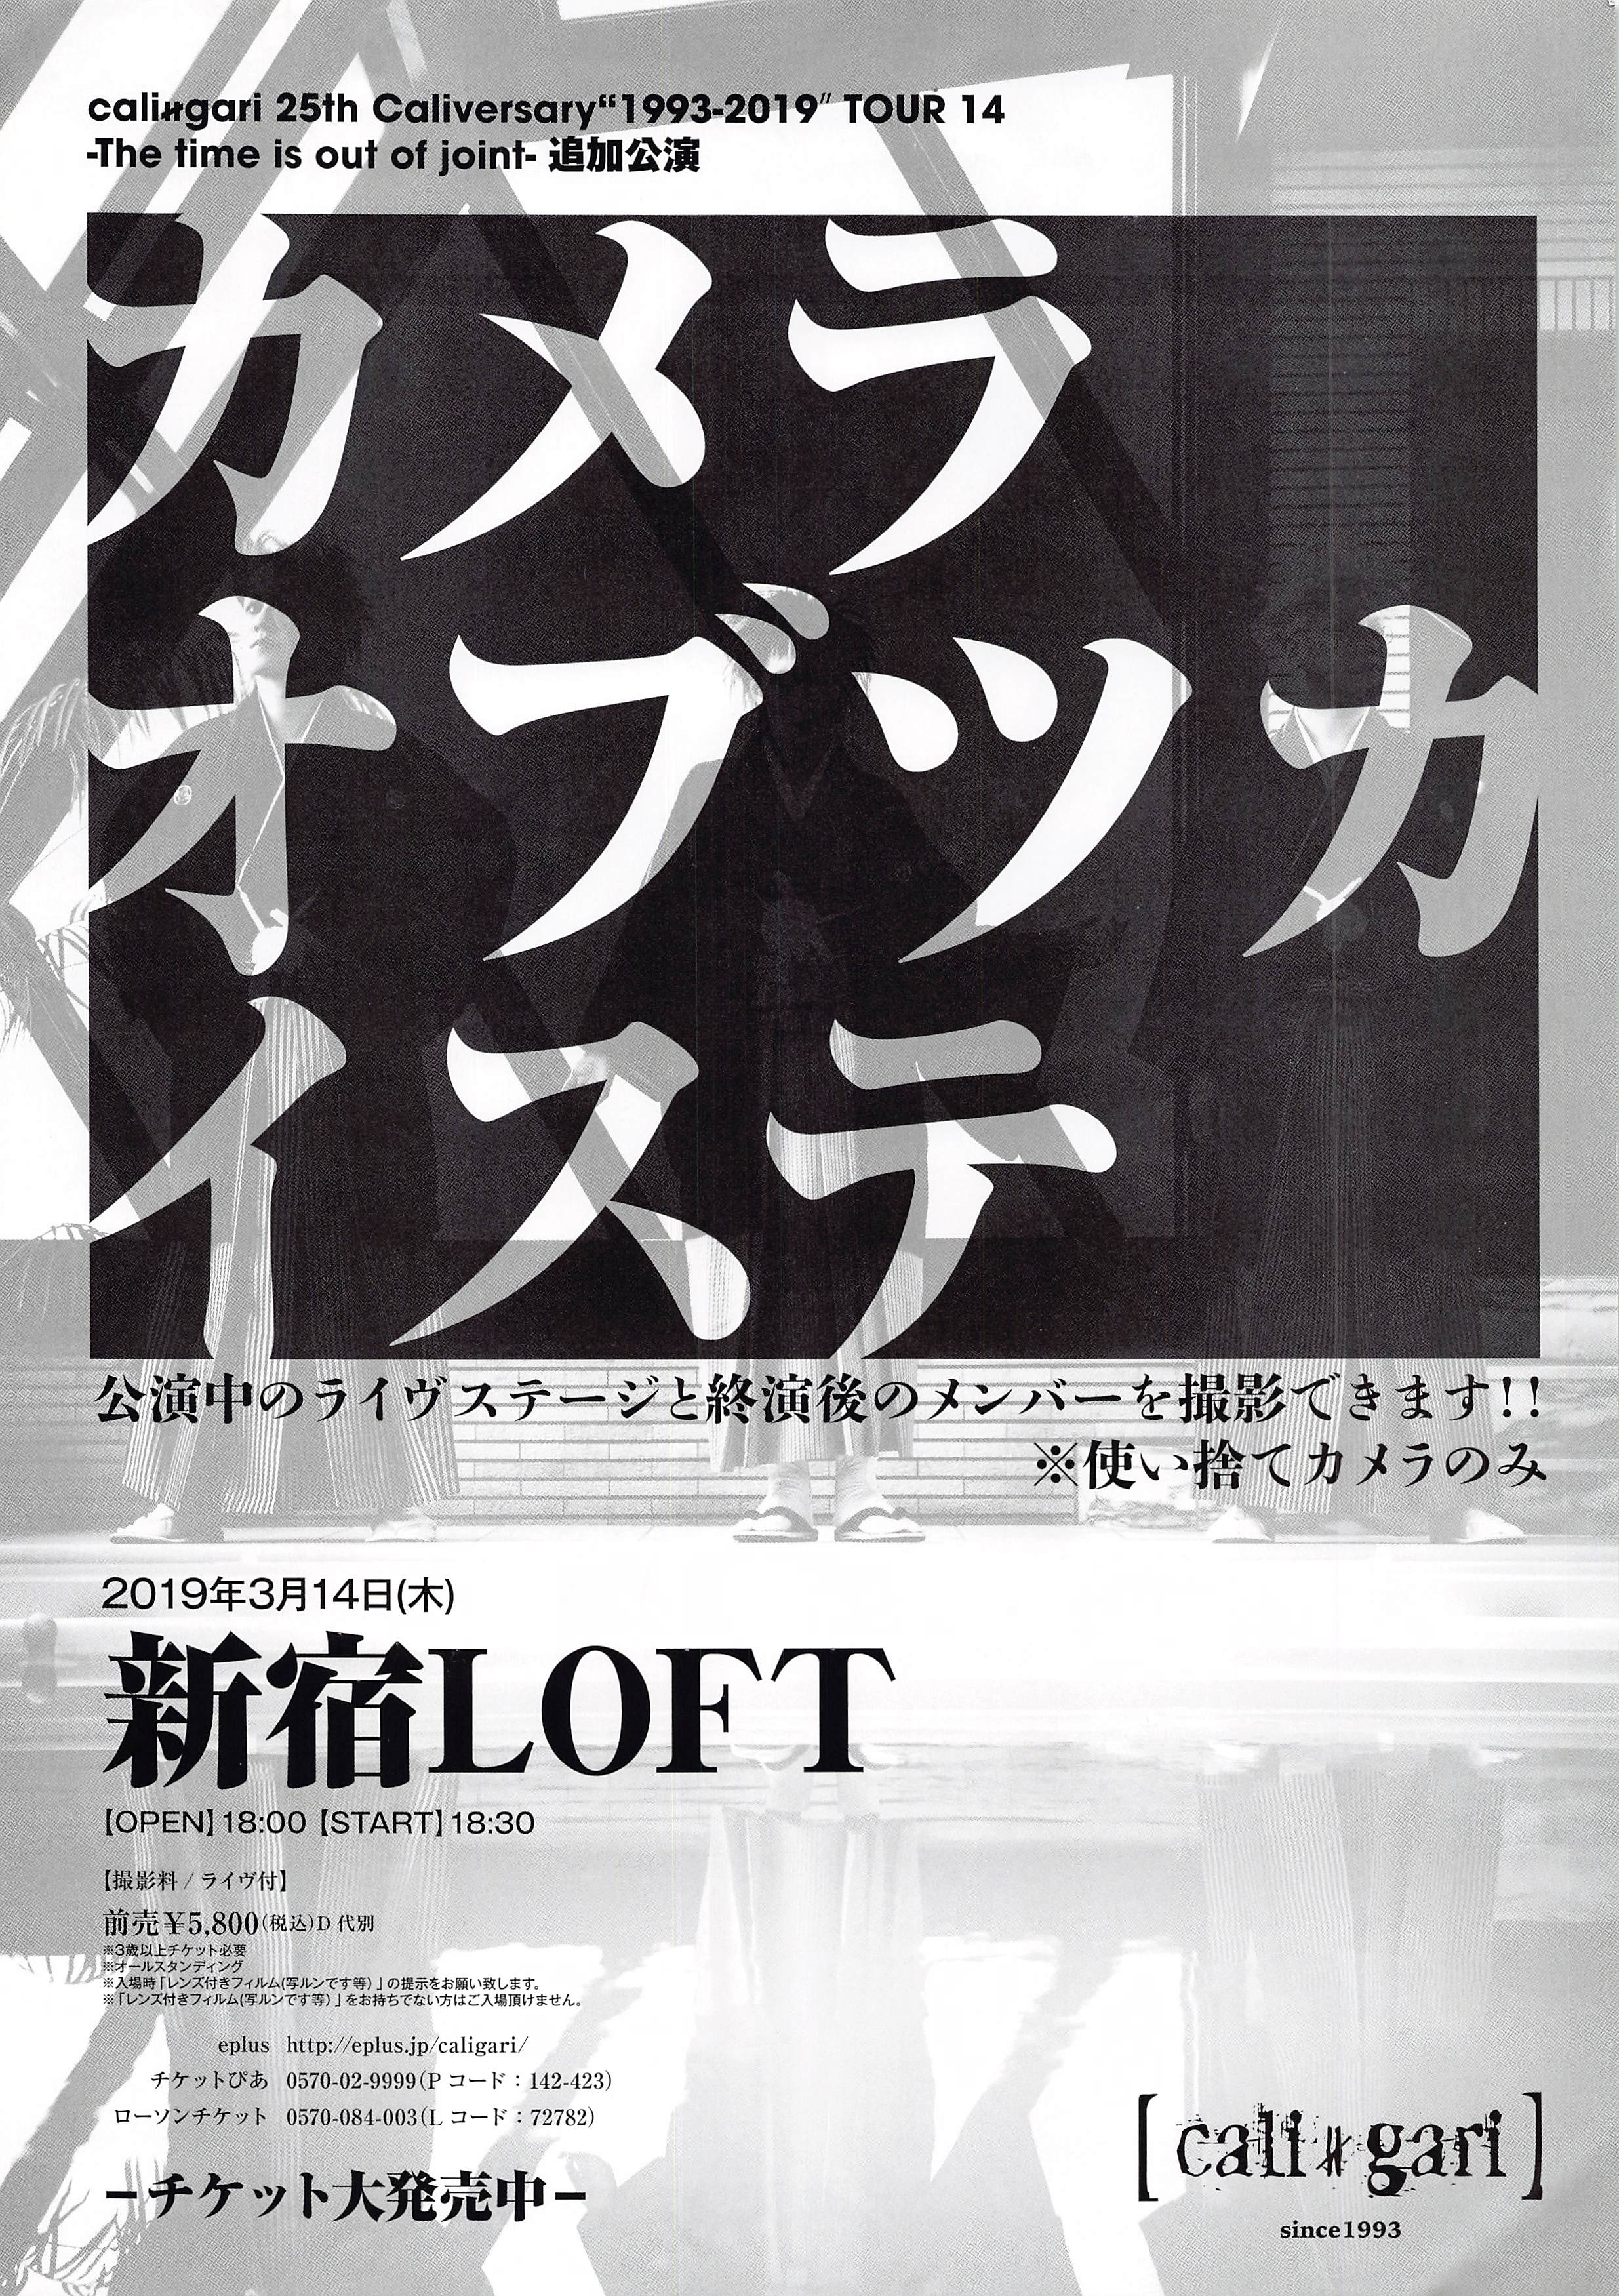 cali≠gari 25th Caliversary“1993-2019” TOUR 14
-The time is out of joint- 追加公演
カメラ
オブツカ
イステ
公演中のライヴステージと終演後のメンバーを撮影できます!!
※使い捨てカメラのみ
2019年3月14日(木)
新宿LOFT
【OPEN】18:00【START】18:30
【撮影料 / ライヴ付】
前売¥5,800(税込)D 代別
※3歳以上チケット必要
※オールスタンディング
※入場時「レンズ付きフィルム(写ルンです等)」の提示をお願い致します。
※「レンズ付きフィルム(写ルンです等)」をお持ちでない方はご入場頂けません。
eplus http://eplus.jp/caligari/
チケットぴあ 0570-02-9999(P コード：142-423)
ローソンチケット 0570-084-003(L コード：72782)
−チケット大発売中−
[cali≠gari]
since1993